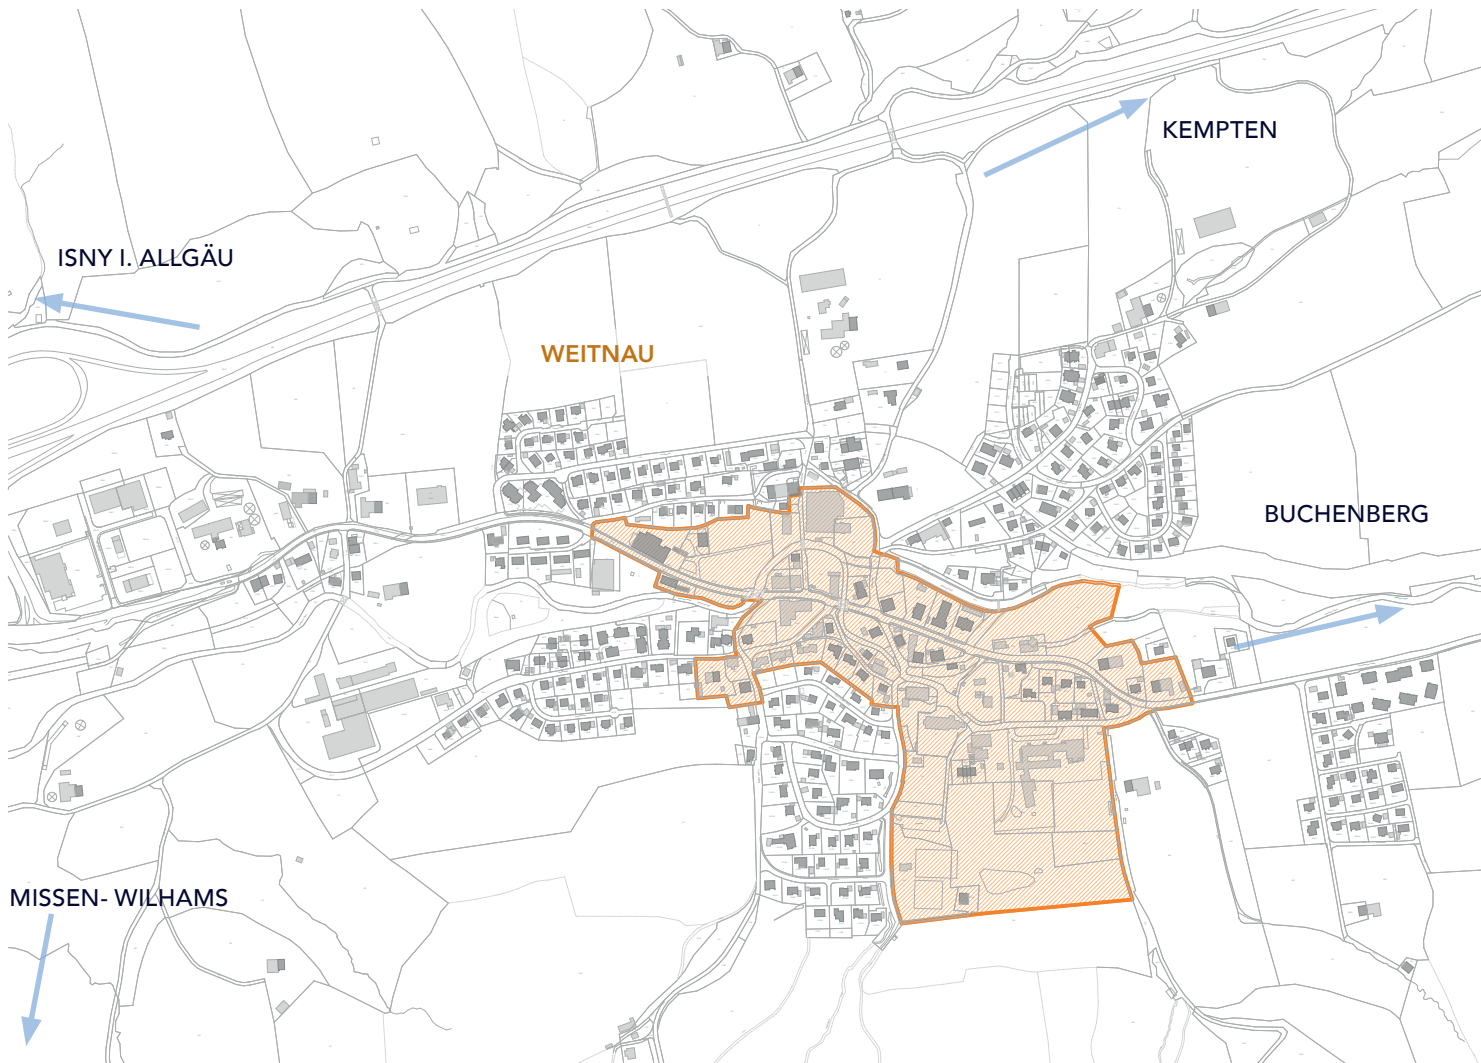 KEMPTEN
ISNY I. ALLGÄU
WEITNAU
BUCHENBERG
MISSEN- WILHAMS